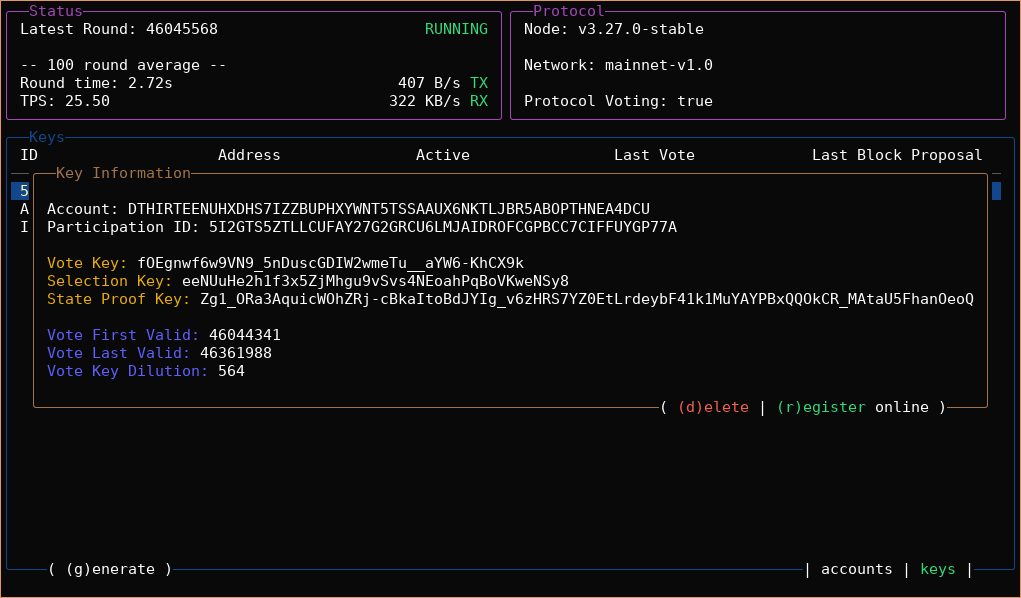 Status
Latest Round: 46045568 RUNNING
-- 100 round average --
Round time: 2.72s 407 B/s TX
TPS: 25.50 322 KB/s RX
Protocol
Node: v3.27.0-stable
Network: mainnet-v1.0
Protocol Voting: true
Keys
ID Address Active Last Vote Last Block Proposal
Key Information
5
A
I
Account: DTHIRTEENUHXDHS7IZZBUPHXYWNT5TSSAAUX6NKTLJBR5ABOPTHNEA4DCU
Participation ID: 5I2GTS5ZTLLCUFAY27G2GRCU6LMJAIDROFCGPBCC7CIFFUYGP77A
Vote Key: fOEgnwf6w9VN9_5nDuscGDIW2wmeTu__aYW6-KhCX9k
Selection Key: eeNUuHe2h1f3x5ZjMhgu9vSvs4NEoahPqBoVKweNSy8
State Proof Key: Zg1_ORa3AquicWOhZRj-cBkaItoBdJYIg_v6zHRS7YZ0EtLrdeybF41k1MuYAYPBxQQOkCR_MAtaU5FhanOeoQ
Vote First Valid: 46044341
Vote Last Valid: 46361988
Vote Key Dilution: 564
( (d)elete | (r)egister online )
( (g)enerate )
| accounts | keys |